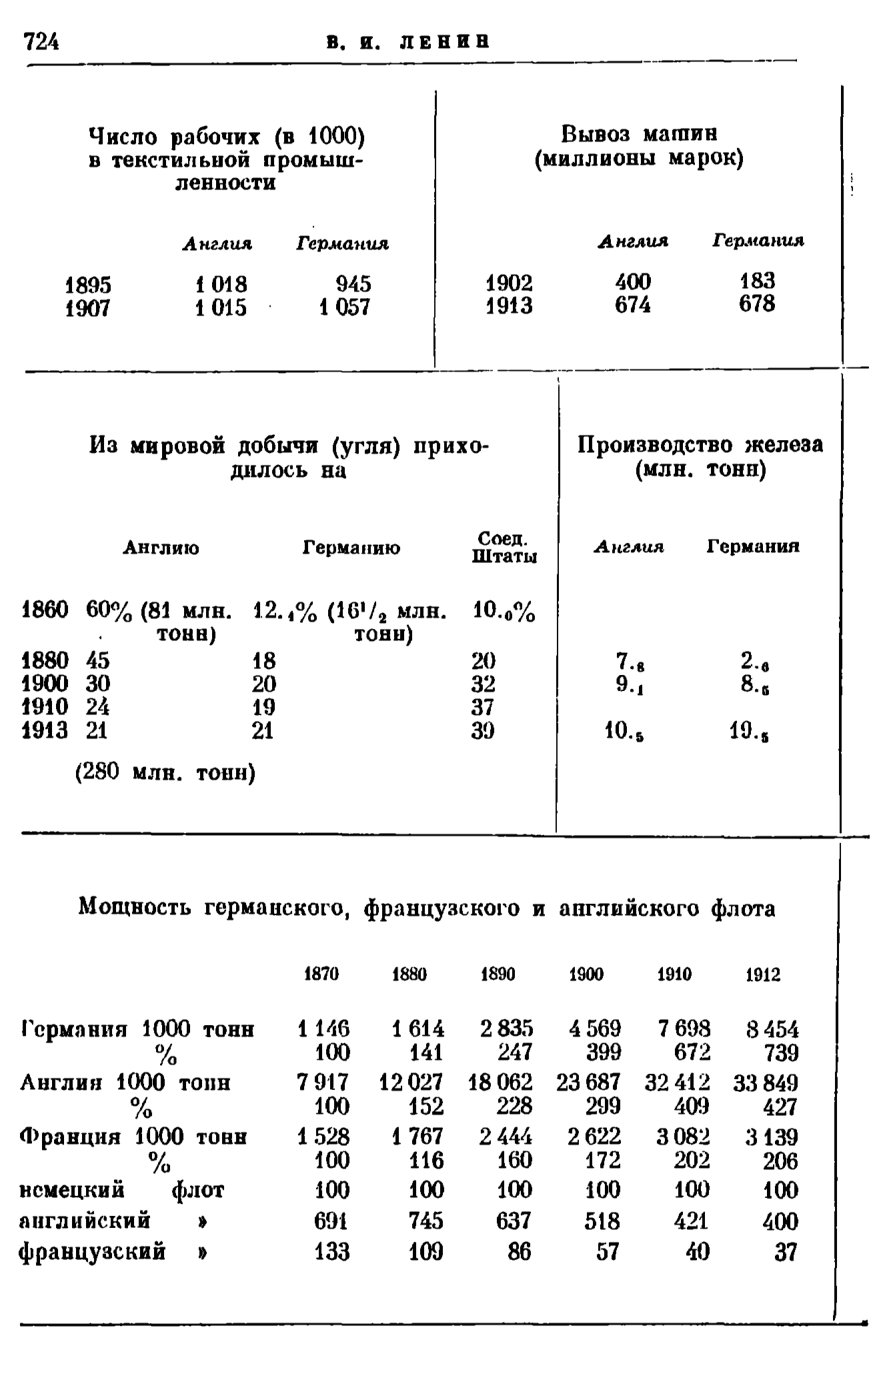 724
В. И. ЛЕНИН
Число рабочих (в 1000)
в текстильной промыш-
ленности
Англия Германия
1895 1 018 945
1907 1 015 1 057
Вывоз машин
(миллионы марок)
Англия Германия
1902 400 183
1913 674 678
Из мировой добычи (угля) прихо-
дилось на
Англию Германию Соед.
Штаты
1860 60% (81 млн. 12.₄% (16¹/₂ млн. 10.₀%
тонн) тонн)
1880 45 18 20
1900 30 20 32
1910 24 19 37
1913 21 21 39
(280 млн. тонн)
Производство железа
(млн. тонн)
Англия Германия
7.₈ 2.₆
9.₁ 8.₅
10.₅ 19.₅
Мощность германского, французского и английского флота
1870 1880 1890 1900 1910 1912
Германия 1000 тонн 1 146 1 614 2 835 4 569 7 698 8 454
% 100 141 247 399 672 739
Англия 1000 тонн 7 917 12 027 18 062 23 687 32 412 33 849
% 100 152 228 299 409 427
Франция 1000 тонн 1 528 1 767 2 444 2 622 3 082 3 139
% 100 116 160 172 202 206
немецкий флот 100 100 100 100 100 100
английский » 691 745 637 518 421 400
французский » 133 109 86 57 40 37